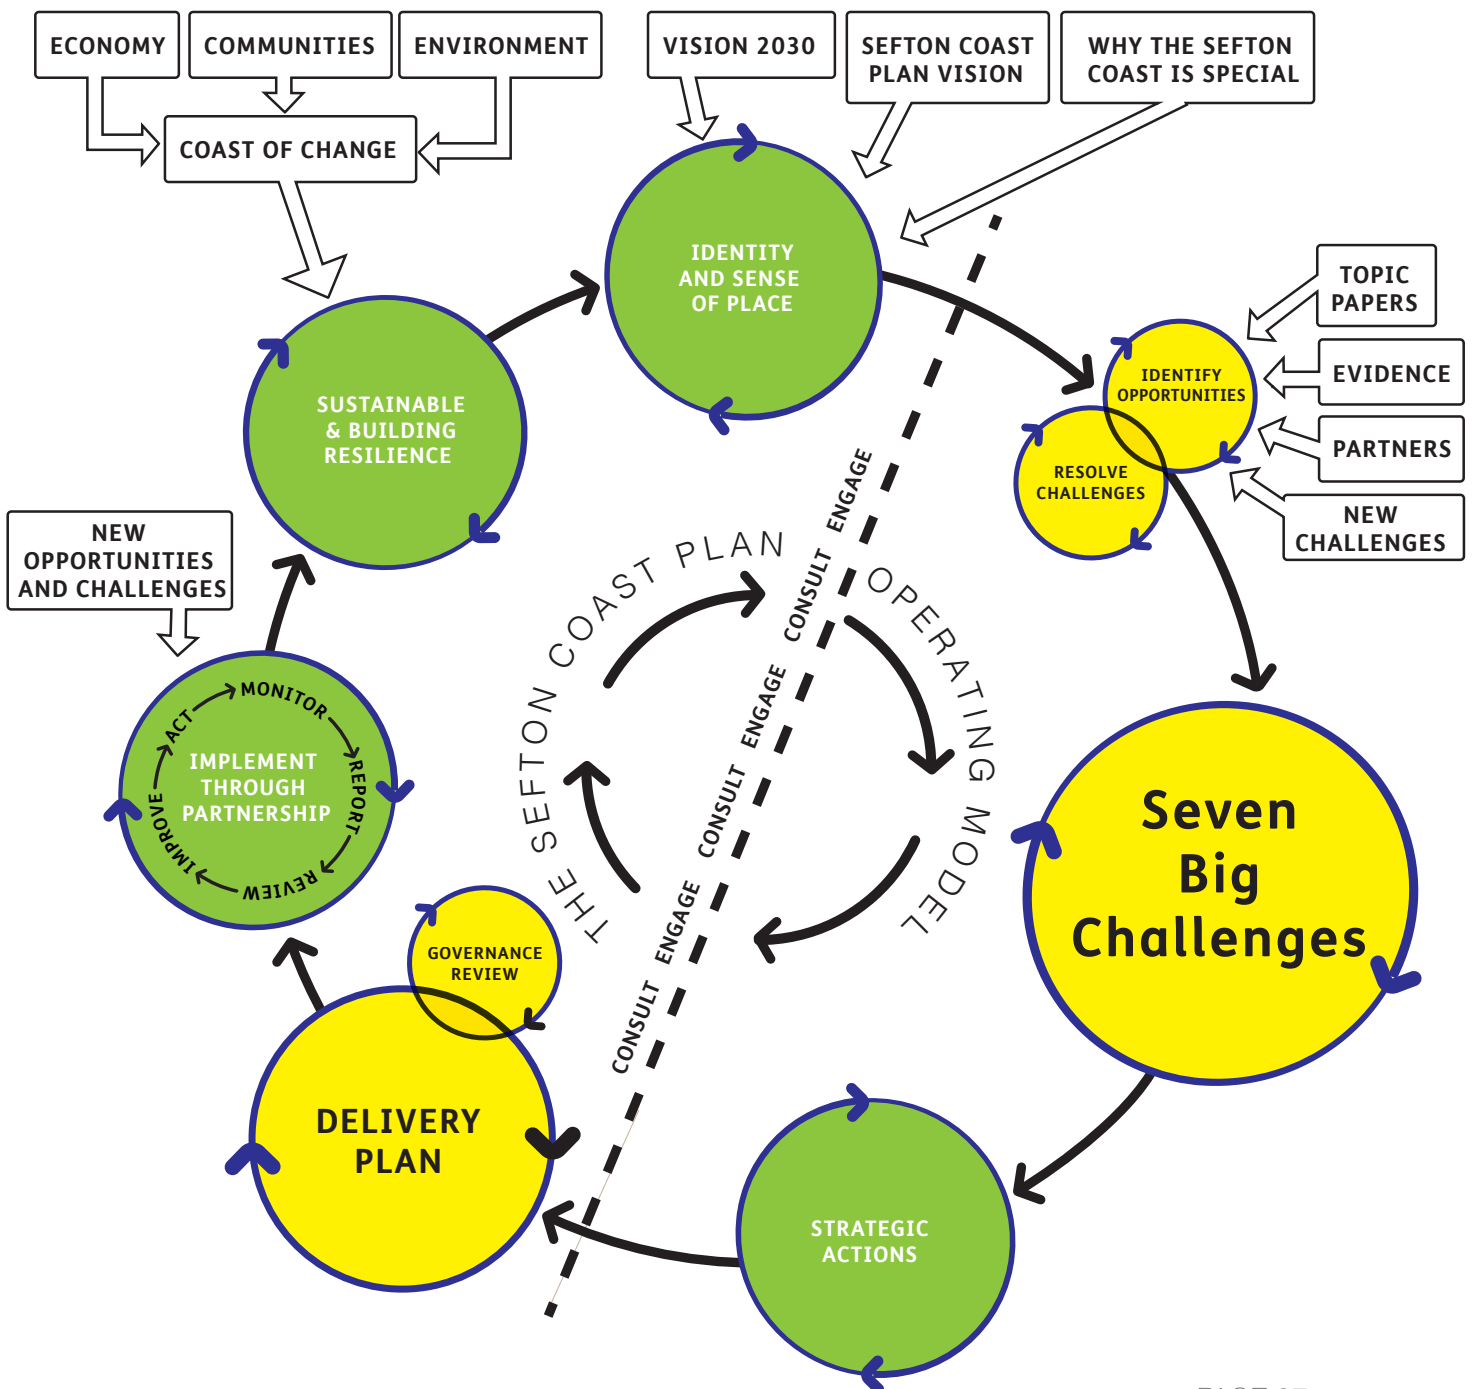 ECONOMY
COMMUNITIES
ENVIRONMENT
COAST OF CHANGE
VISION 2030
SEFTON COAST
PLAN VISION
WHY THE SEFTON
COAST IS SPECIAL
IDENTITY
AND SENSE
OF PLACE
TOPIC
PAPERS
EVIDENCE
PARTNERS
NEW
CHALLENGES
IDENTIFY
OPPORTUNITIES
RESOLVE
CHALLENGES
SUSTAINABLE
& BUILDING
RESILIENCE
NEW
OPPORTUNITIES
AND CHALLENGES
MONITOR
REPORT
REVIEW
IMPROVE
ACT
IMPLEMENT
THROUGH
PARTNERSHIP
THE SEFTON COAST PLAN
OPERATING MODEL
CONSULT ENGAGE CONSULT ENGAGE CONSULT ENGAGE
Seven
Big
Challenges
GOVERNANCE
REVIEW
DELIVERY
PLAN
STRATEGIC
ACTIONS